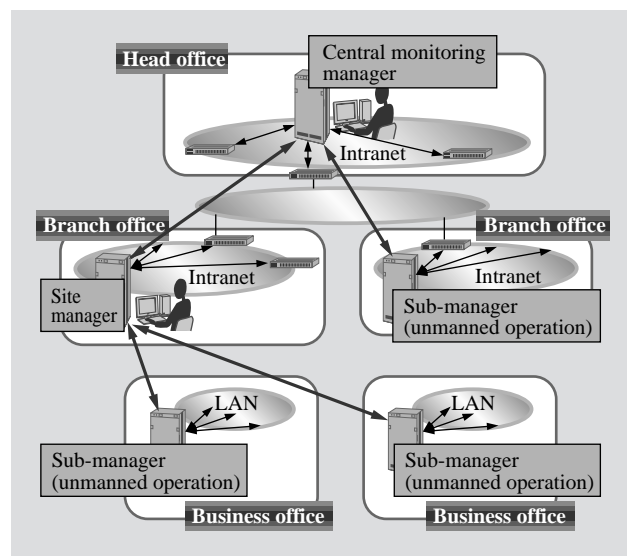 Head office
Central monitoring
manager
Intranet
Branch office
Intranet
Site
manager
Branch office
Intranet
Sub-manager
(unmanned operation)
LAN
Sub-manager
(unmanned operation)
Business office
LAN
Sub-manager
(unmanned operation)
Business office